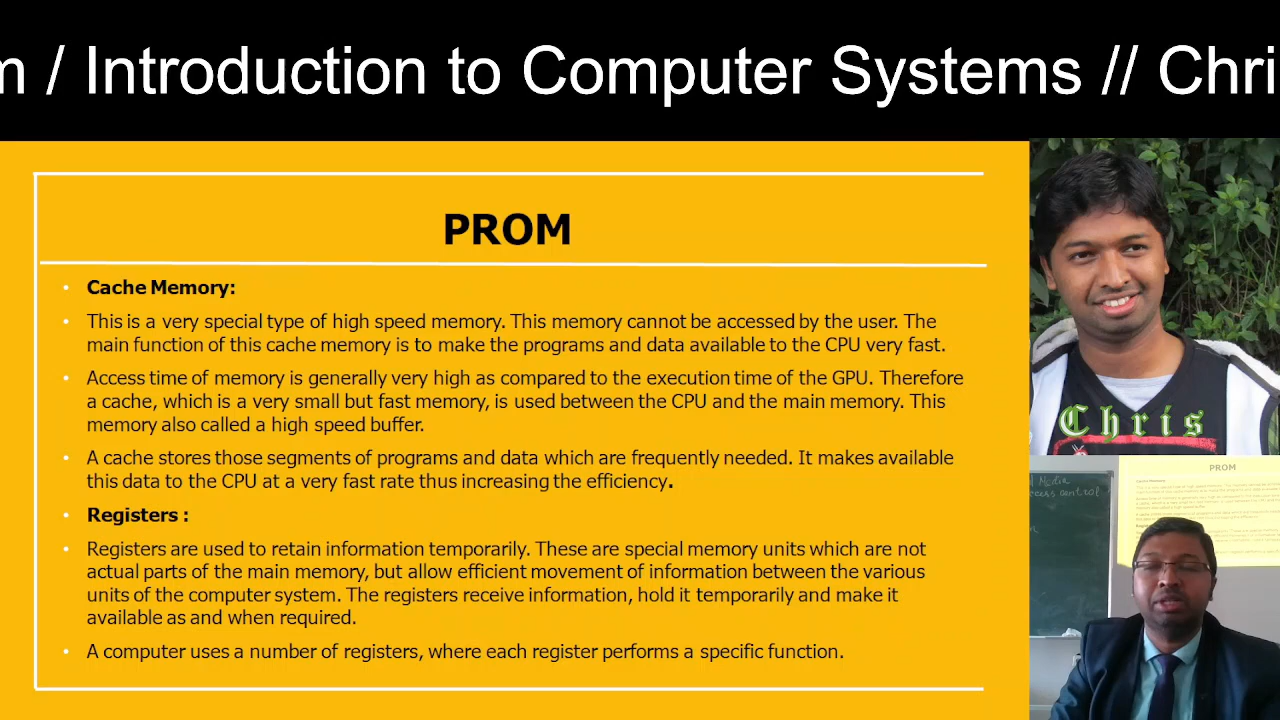 m / Introduction to Computer Systems // Chri
PROM
Cache Memory:
This is a very special type of high speed memory. This memory cannot be accessed by the user. The
main function of this cache memory is to make the programs and data available to the CPU very fast.
Access time of memory is generally very high as compared to the execution time of the GPU. Therefore
a cache, which is a very small but fast memory, is used between the CPU and the main memory. This
memory also called a high speed buffer.
A cache stores those segments of programs and data which are frequently needed. It makes available
this data to the CPU at a very fast rate thus increasing the efficiency.
Registers :
Registers are used to retain information temporarily. These are special memory units which are not
actual parts of the main memory, but allow efficient movement of information between the various
units of the computer system. The registers receive information, hold it temporarily and make it
available as and when required.
A computer uses a number of registers, where each register performs a specific function.
Chris
PROM
Media
control